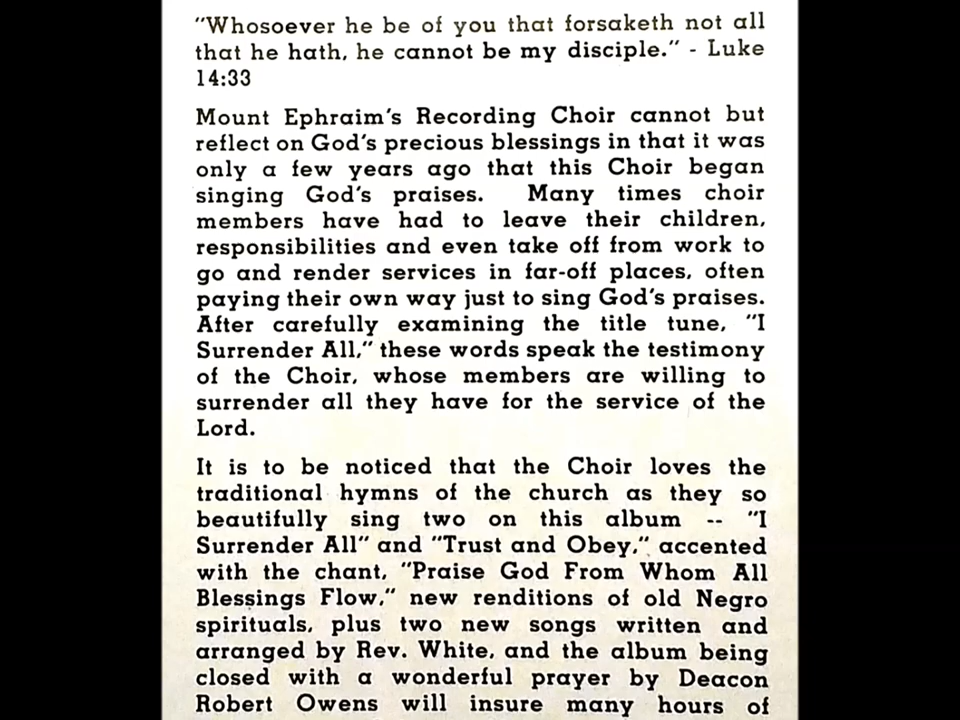 "Whosoever he be of you that forsaketh not all
that he hath, he cannot be my disciple." - Luke
14:33
Mount Ephraim's Recording Choir cannot but
reflect on God's precious blessings in that it was
only a few years ago that this Choir began
singing God's praises. Many times choir
members have had to leave their children,
responsibilities and even take off from work to
go and render services in far-off places, often
paying their own way just to sing God's praises.
After carefully examining the title tune, "I
Surrender All," these words speak the testimony
of the Choir, whose members are willing to
surrender all they have for the service of the
Lord.
It is to be noticed that the Choir loves the
traditional hymns of the church as they so
beautifully sing two on this album -- "I
Surrender All" and "Trust and Obey," accented
with the chant, "Praise God From Whom All
Blessings Flow," new renditions of old Negro
spirituals, plus two new songs written and
arranged by Rev. White, and the album being
closed with a wonderful prayer by Deacon
Robert Owens will insure many hours of